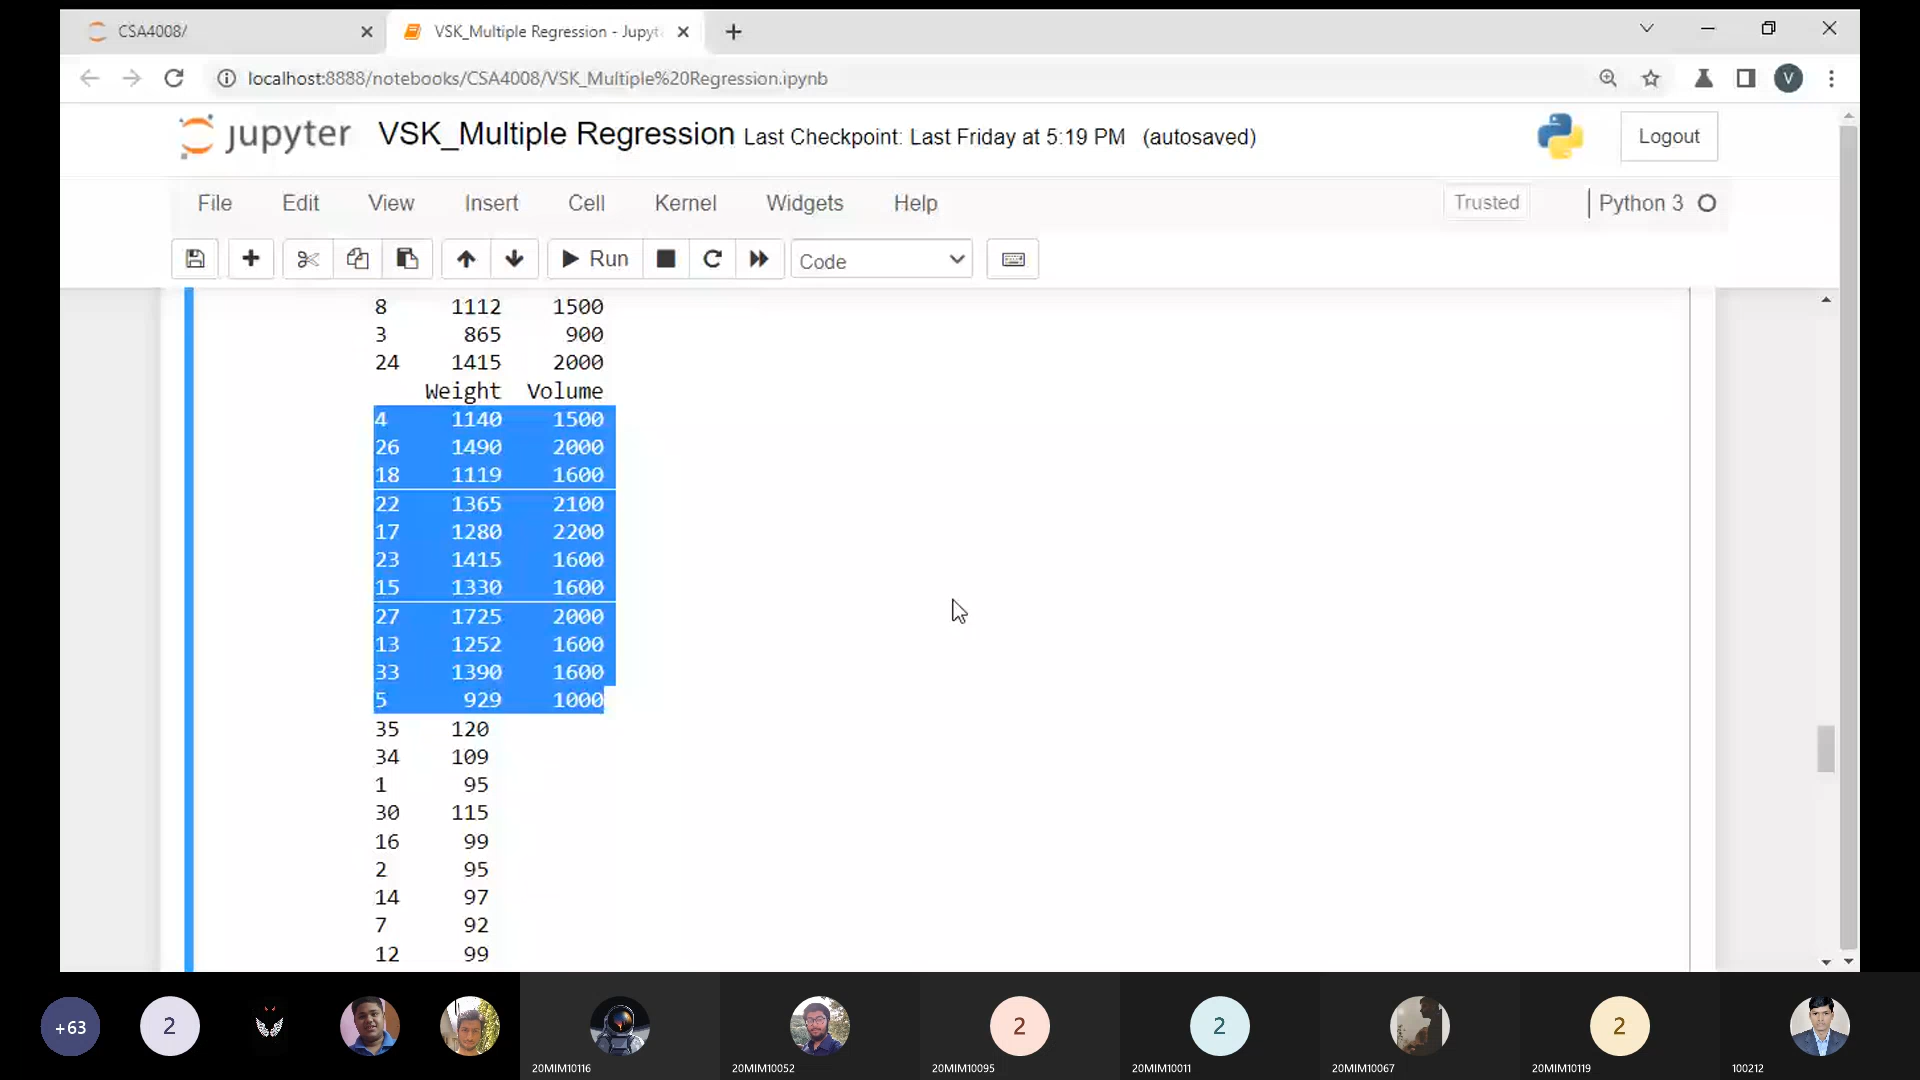 CSA4008/
VSK_Multiple Regression - Jupyt
localhost:8888/notebooks/CSA4008/VSK_Multiple%20Regression.ipynb
V
jupyter VSK_Multiple Regression Last Checkpoint: Last Friday at 5:19 PM (autosaved)
Logout
File Edit View Insert Cell Kernel Widgets Help
Trusted
Python 3
Run
Code
8 1112 1500
3 865 900
24 1415 2000
Weight Volume
4 1140 1500
26 1490 2000
18 1119 1600
22 1365 2100
17 1280 2200
23 1415 1600
15 1330 1600
27 1725 2000
13 1252 1600
33 1390 1600
5 929 1000
35 120
34 109
1 95
30 115
16 99
2 95
14 97
7 92
12 99
+63
2
2
2
2
20MIM10116
20MIM10052
20MIM10095
20MIM10011
20MIM10067
20MIM10119
100212